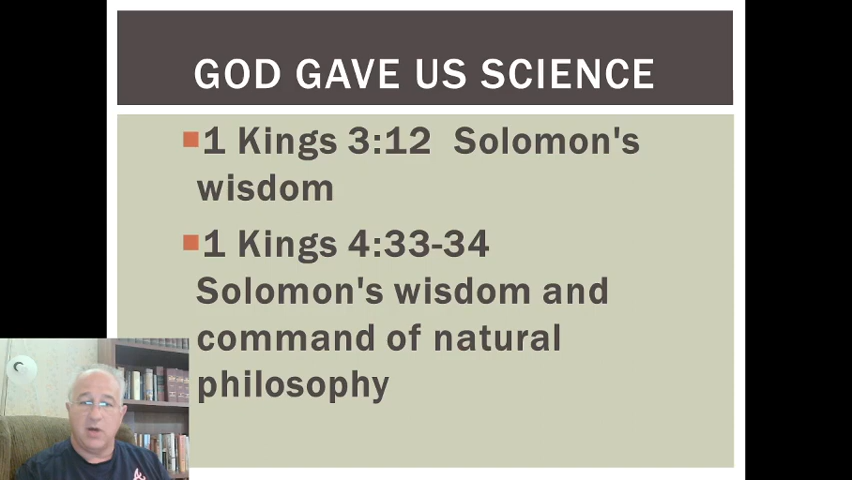 GOD GAVE US SCIENCE
1 Kings 3:12 Solomon's
wisdom
1 Kings 4:33-34
Solomon's wisdom and
command of natural
philosophy